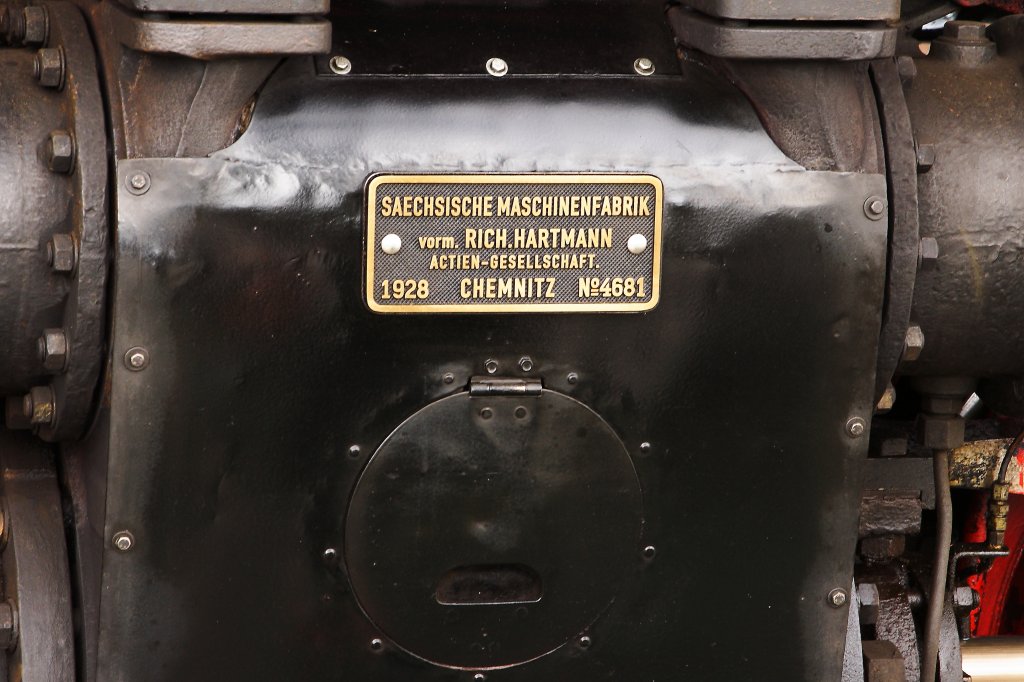 SAECHSISCHE MASCHINENFABRIK
vorm. RICH.HARTMANN
ACTIEN-GESELLSCHAFT.
1928 CHEMNITZ №4681